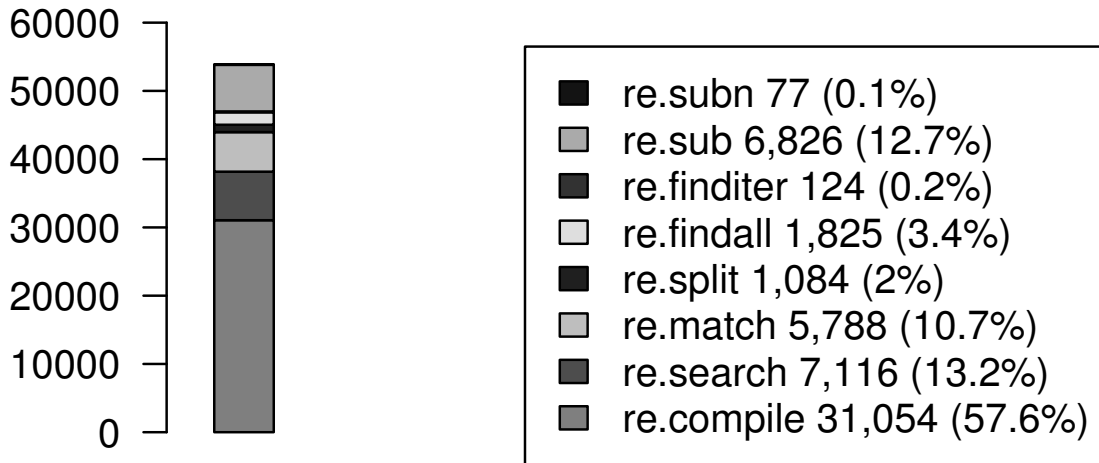 60000
50000
40000
30000
20000
10000
0
re.subn 77 (0.1%)
re.sub 6,826 (12.7%)
re.finditer 124 (0.2%)
re.findall 1,825 (3.4%)
re.split 1,084 (2%)
re.match 5,788 (10.7%)
re.search 7,116 (13.2%)
re.compile 31,054 (57.6%)